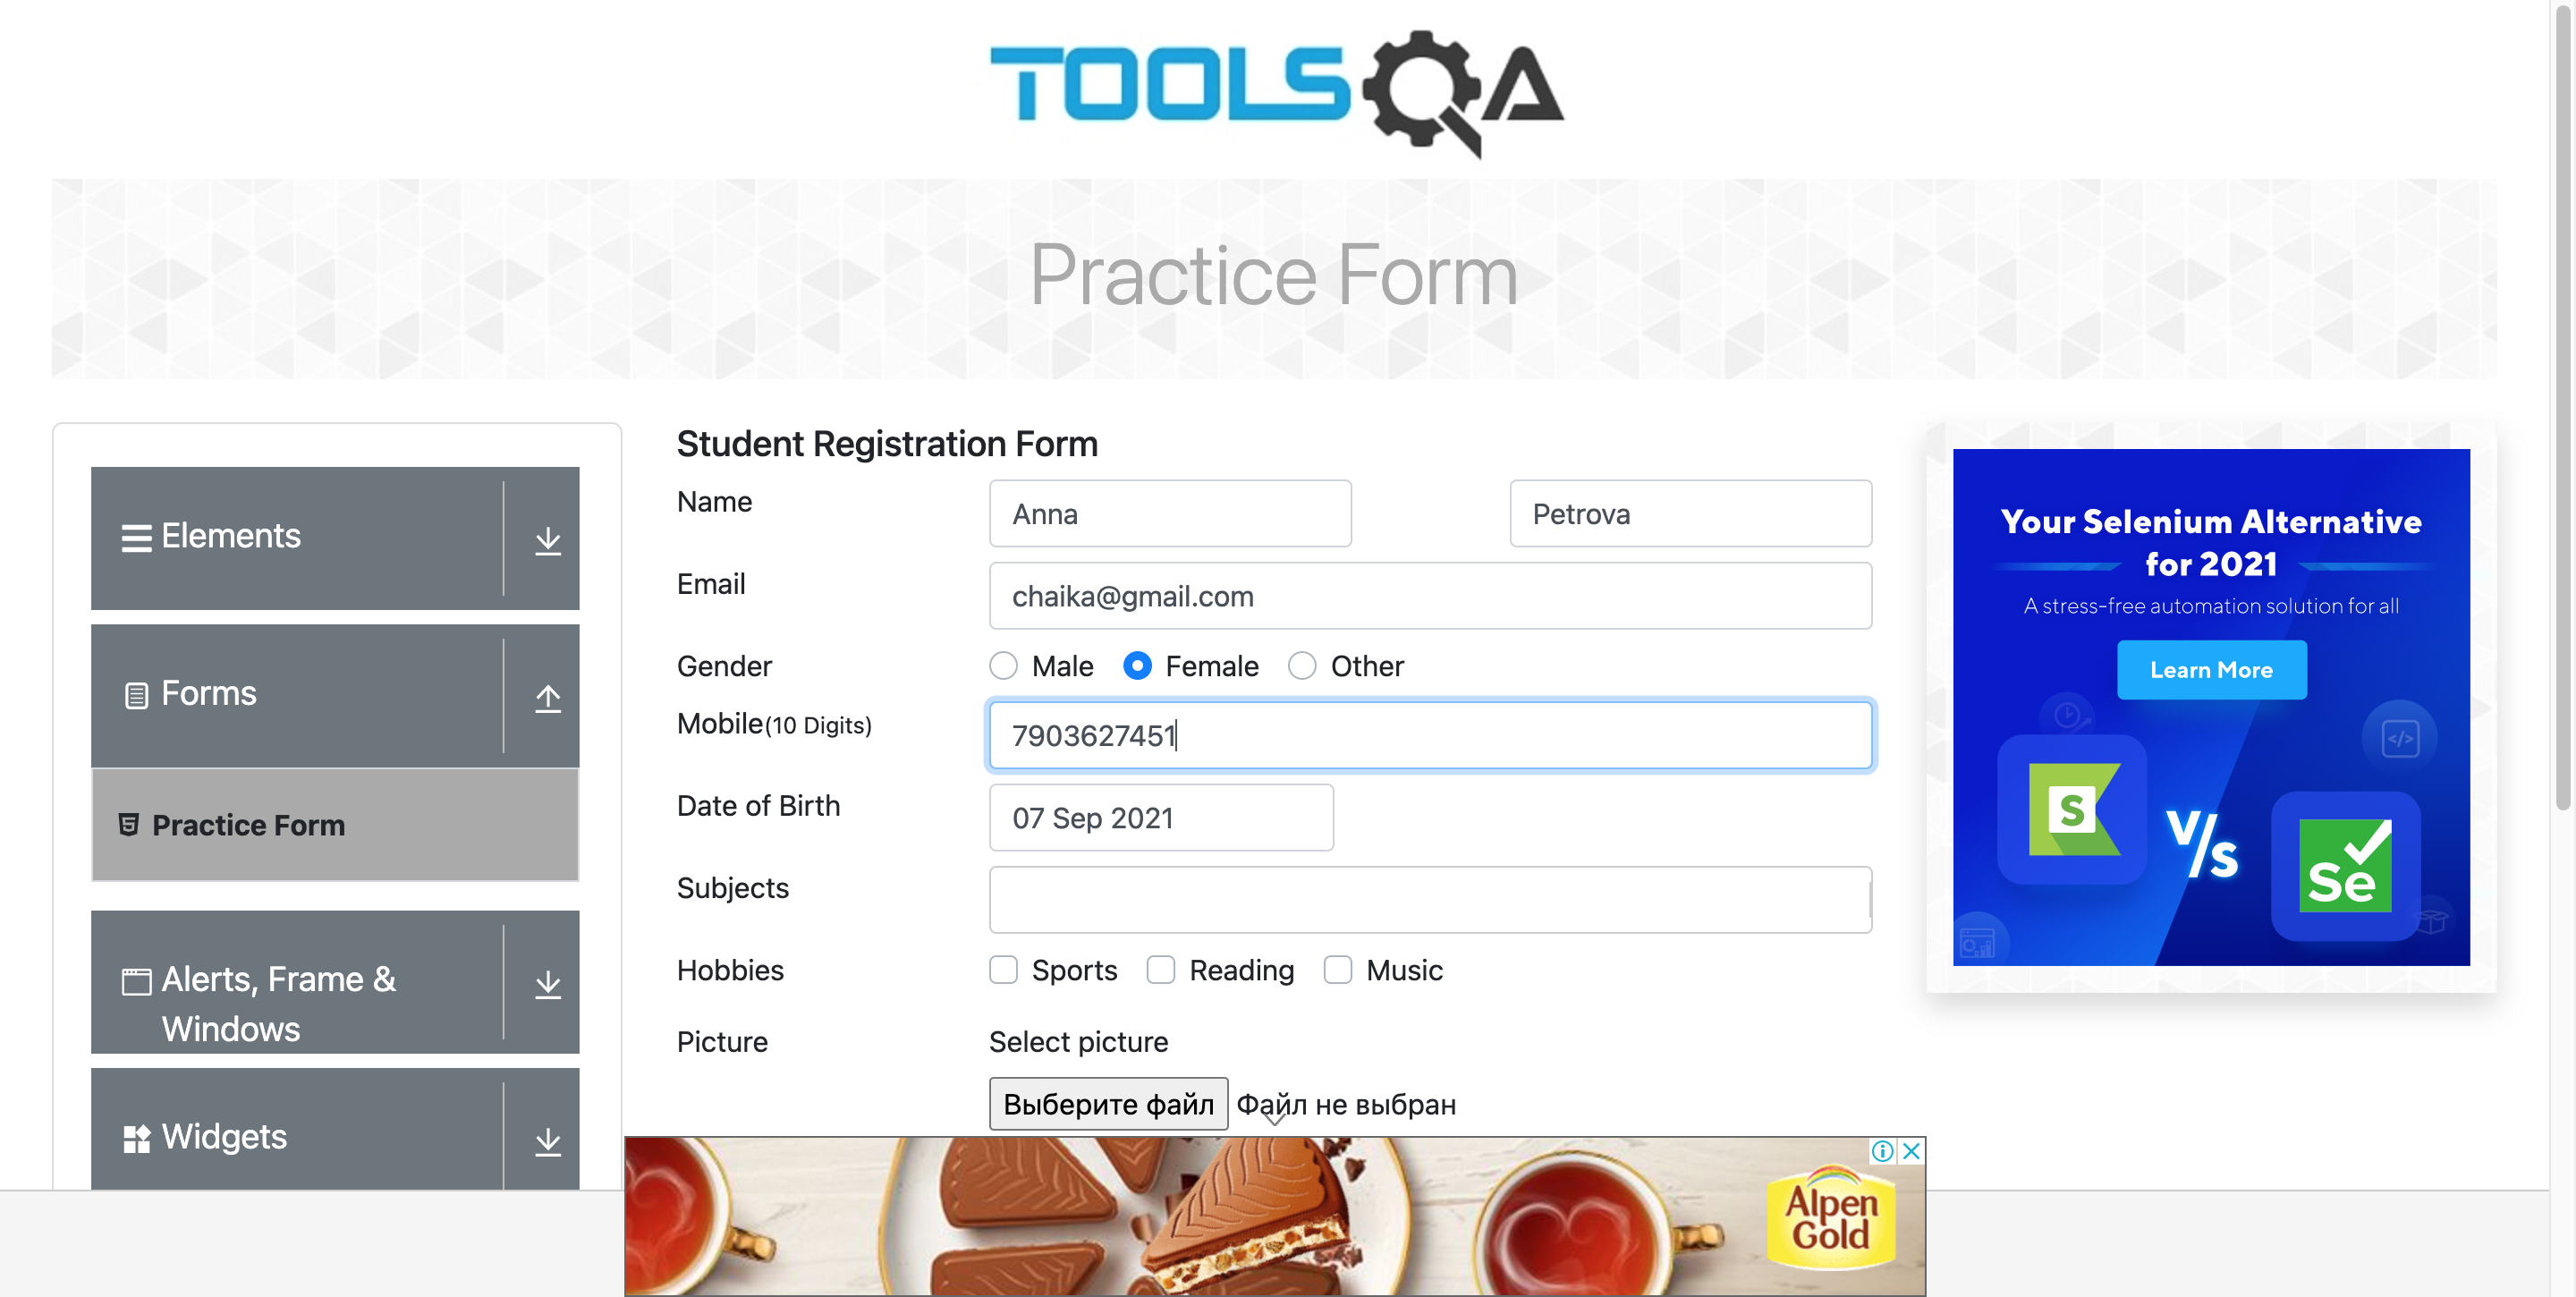 TOOLSQA
Practice Form
Elements
Forms
Practice Form
Alerts, Frame &
Windows
Widgets
Student Registration Form
Name
Anna
Petrova
Email
chaika@gmail.com
Gender
Male
Female
Other
Mobile(10 Digits)
7903627451
Date of Birth
07 Sep 2021
Subjects
Hobbies
Sports
Reading
Music
Picture
Select picture
Выберите файл
Файл не выбран
Your Selenium Alternative
for 2021
A stress-free automation solution for all
Learn More
S
V/s
Se
Alpen
Gold